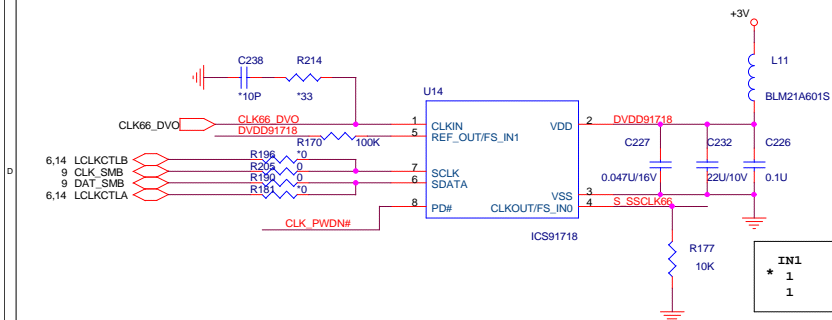 +3V
C238
R214
L11
*10P
*33
BLM21A601S
U14
CLK66_DVO
CLK66_DVO
1
CLKIN
VDD
2
DVDD91718
DVDD91718
R170
100K
5
REF_OUT/FS_IN1
C227
C232
C226
6,14 LCLKCTLB
R196
*0
9 CLK_SMB
R205
0
7
SCLK
9 DAT_SMB
R190
0
6
SDATA
6,14 LCLKCTLA
R181
*0
0.047U/16V
22U/10V
0.1U
D
VSS
3
8
PD#
CLKOUT/FS_IN0
4
S_SSCLK66
CLK_PWDN#
ICS91718
R177
10K
IN1
* 1
1